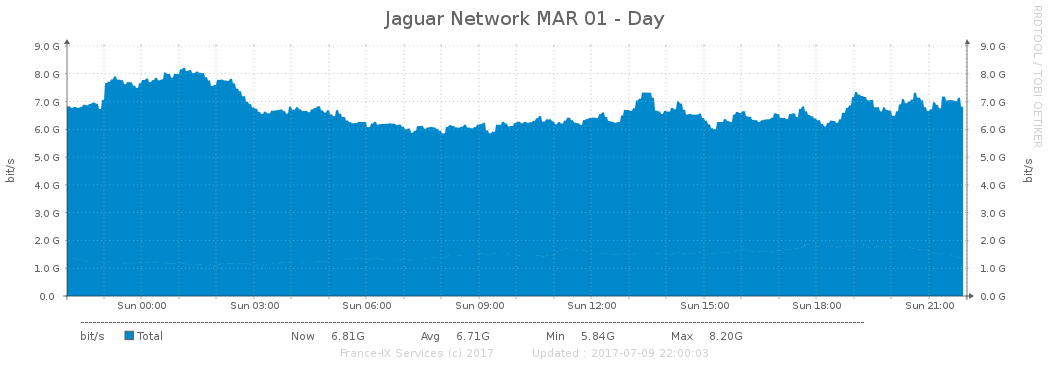 Jaguar Network MAR 01 - Day
RRDTOOL / TOBI OETIKER
9.0 G 9.0 G
8.0 G 8.0 G
7.0 G 7.0 G
6.0 G 6.0 G
5.0 G 5.0 G
4.0 G 4.0 G
3.0 G 3.0 G
2.0 G 2.0 G
1.0 G 1.0 G
0.0 0.0 G
bit/s bit/s
Sun 00:00 Sun 03:00 Sun 06:00 Sun 09:00 Sun 12:00 Sun 15:00 Sun 18:00 Sun 21:00
bit/s Total Now 6.81G Avg 6.71G Min 5.84G Max 8.20G
France-IX Services (c) 2017 Updated : 2017-07-09 22:00:03